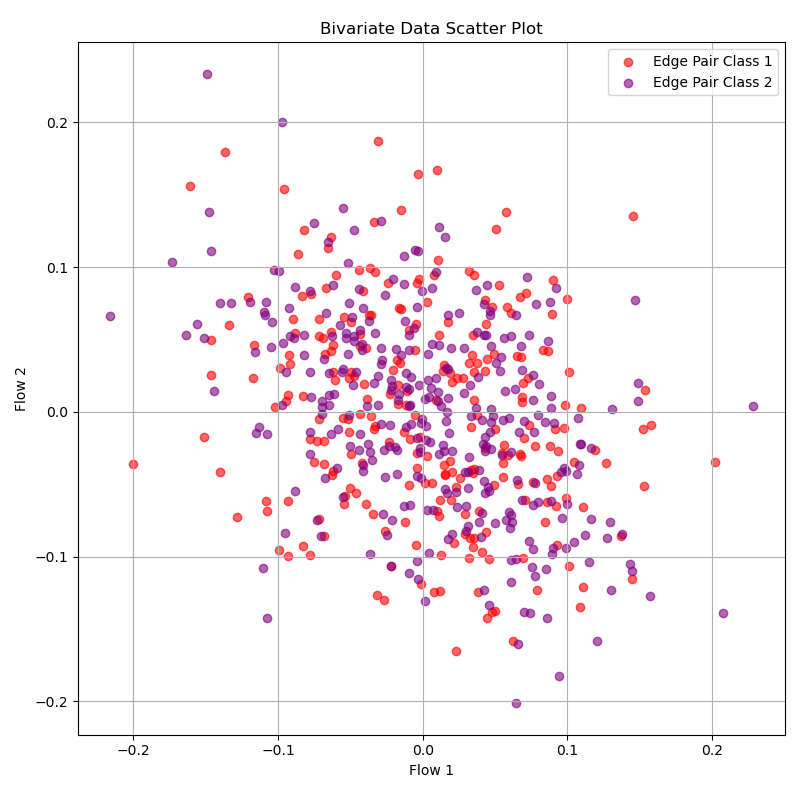 Bivariate Data Scatter Plot
Edge Pair Class 1
Edge Pair Class 2
Flow 2
0.2
0.1
0.0
−0.1
−0.2
−0.2
−0.1
0.0
0.1
0.2
Flow 1